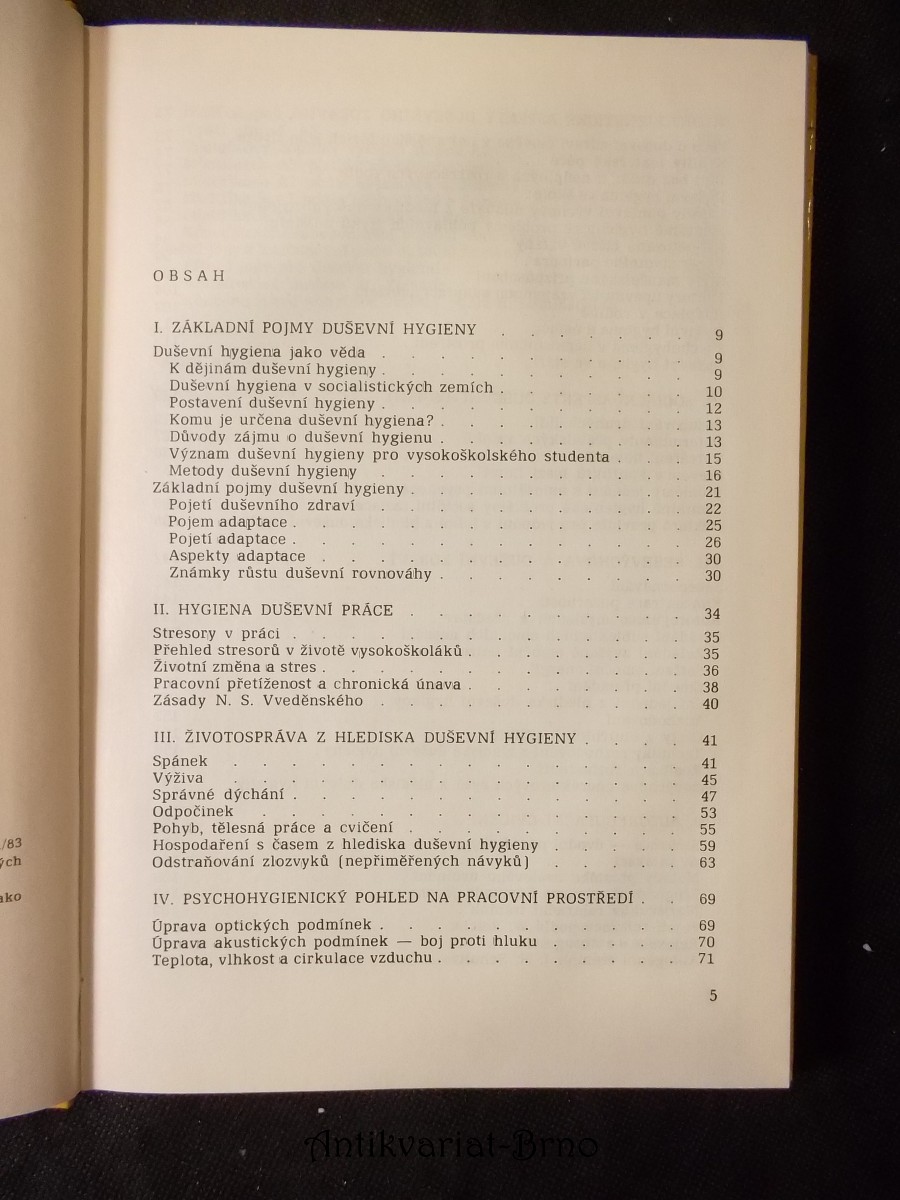 /83
ých
ako
OBSAH
I. ZÁKLADNÍ POJMY DUŠEVNÍ HYGIENY . . . . . . . 9
Duševní hygiena jako věda . . . . . . . . . . 9
K dějinám duševní hygieny . . . . . . . . . . 9
Duševní hygiena v socialistických zemích . . . . . . . 10
Postavení duševní hygieny . . . . . . . . . . 12
Komu je určena duševní hygiena? . . . . . . . . 13
Důvody zájmu o duševní hygienu . . . . . . . . 13
Význam duševní hygieny pro vysokoškolského studenta . . . 15
Metody duševní hygieny . . . . . . . . . . 16
Základní pojmy duševní hygieny . . . . . . . . . 21
Pojetí duševního zdraví . . . . . . . . . . 22
Pojem adaptace . . . . . . . . . . . . 25
Pojetí adaptace . . . . . . . . . . . . 26
Aspekty adaptace . . . . . . . . . . . 30
Známky růstu duševní rovnováhy . . . . . . . . 30
II. HYGIENA DUŠEVNÍ PRÁCE . . . . . . . . . 34
Stresory v práci . . . . . . . . . . . . 35
Přehled stresorů v životě vysokoškoláků . . . . . . . 35
Životní změna a stres . . . . . . . . . . . 36
Pracovní přetíženost a chronická únava . . . . . . . 38
Zásady N. S. Vveděnského . . . . . . . . . 40
III. ŽIVOTOSPRÁVA Z HLEDISKA DUŠEVNÍ HYGIENY . . . . 41
Spánek . . . . . . . . . . . . . . 41
Výživa . . . . . . . . . . . . . . 45
Správné dýchání . . . . . . . . . . . . 47
Odpočinek . . . . . . . . . . . . . 53
Pohyb, tělesná práce a cvičení . . . . . . . . . 55
Hospodaření s časem z hlediska duševní hygieny . . . . . 59
Odstraňování zlozvyků (nepřiměřených návyků) . . . . . 63
IV. PSYCHOHYGIENICKÝ POHLED NA PRACOVNÍ PROSTŘEDÍ . . 69
Úprava optických podmínek . . . . . . . . . . 69
Úprava akustických podmínek — boj proti hluku . . . . . 70
Teplota, vlhkost a cirkulace vzduchu . . . . . . . . 71
5
Antikvariat-Brno